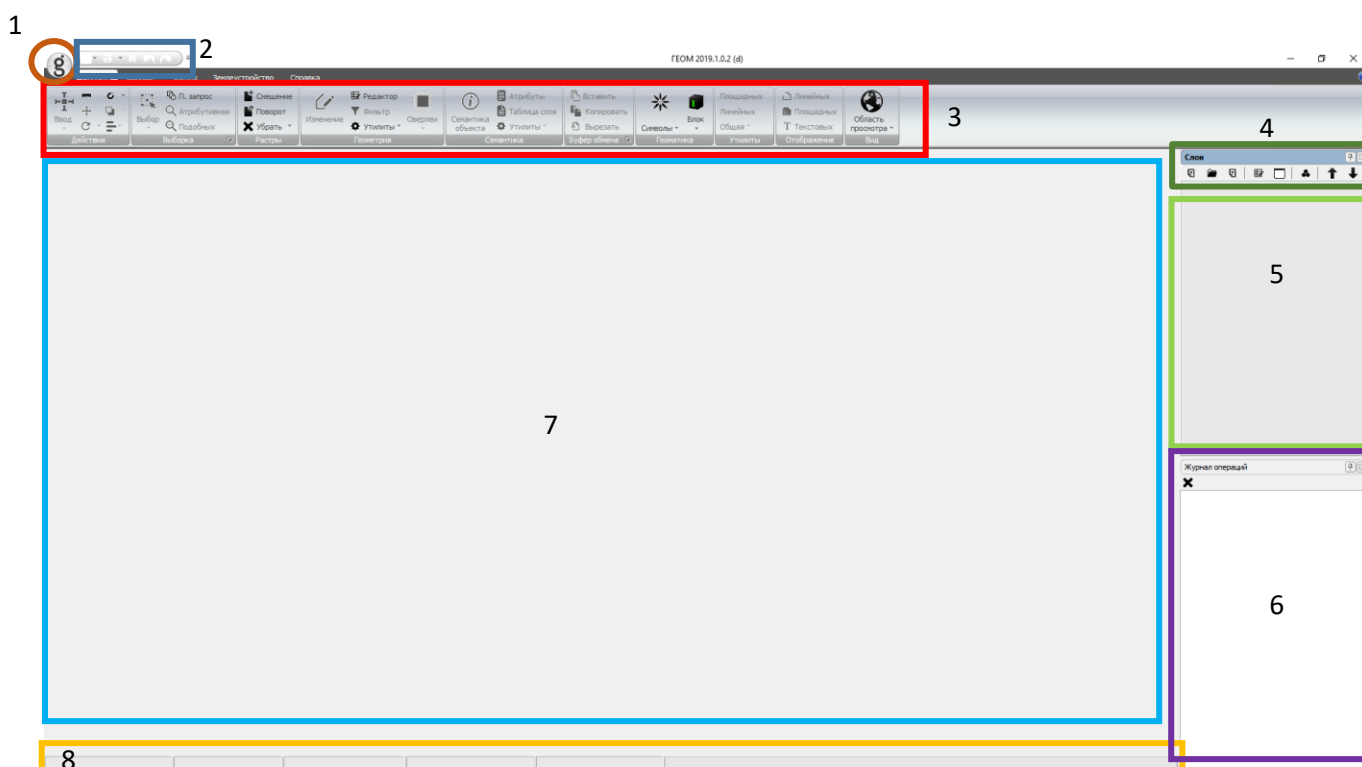 1
2
g
ГЕОМ 2019.1.0.2 (d)
Землеустройство Справка
3
Ввод
Действия
Выбор
П. запрос
Атрибутивная
Подобных
Выборка
Смещение
Поворот
Убрать
Растры
Изменение
Редактор
Фильтр
Утилиты
Оверлеи
Геометрия
Семантика
объекта
Атрибуты
Таблица слоя
Утилиты
Семантика
Вставить
Копировать
Вырезать
Буфер обмена
Символы
Блок
Геоматика
Площадных
Линейных
Общая
Утилиты
Линейных
Площадных
Текстовых
Отображение
Область
просмотра
Вид
4
Слои
5
7
Журнал операций
6
8